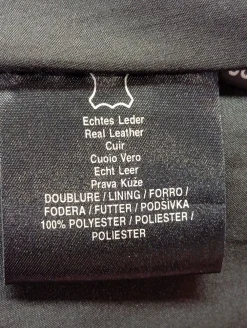 Echtes Leder
Real Leather
Cuir
Cuoio Vero
Echt Leer
Prava Kůže
DOUBLURE / LINING / FORRO /
FODERA / FUTTER / PODŠIVKA
100% POLYESTER / POLIESTER /
POLIESTER